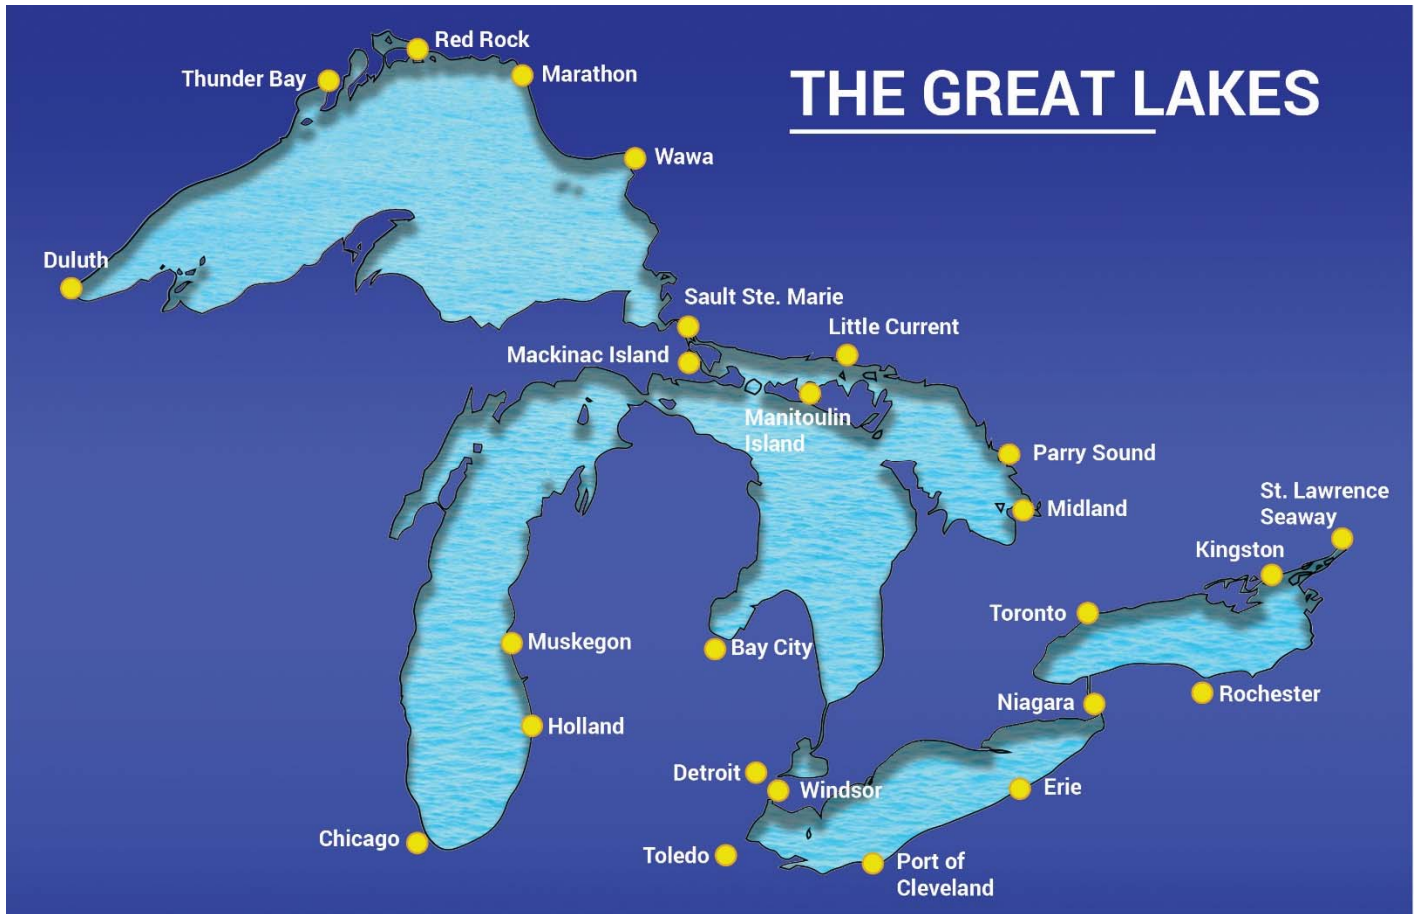 THE GREAT LAKES
Red Rock
Thunder Bay
Marathon
Wawa
Duluth
Sault Ste. Marie
Little Current
Mackinac Island
Manitoulin
Island
Parry Sound
Midland
St. Lawrence
Seaway
Kingston
Toronto
Muskegon
Bay City
Rochester
Niagara
Holland
Detroit
Windsor
Erie
Chicago
Toledo
Port of
Cleveland